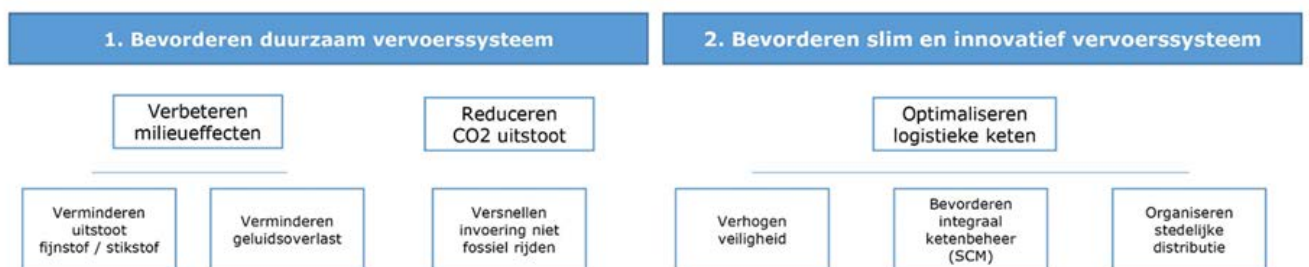 1. Bevorderen duurzaam vervoerssysteem
2. Bevorderen slim en innovatief vervoerssysteem
Verbeteren
milieueffecten
Reduceren
CO2 uitstoot
Optimaliseren
logistieke keten
Verminderen
uitstoot
fijnstof / stikstof
Verminderen
geluidsoverlast
Versnellen
invoering niet
fossiel rijden
Verhogen
veiligheid
Bevorderen
integraal
ketenbeheer
(SCM)
Organiseren
stedelijke
distributie